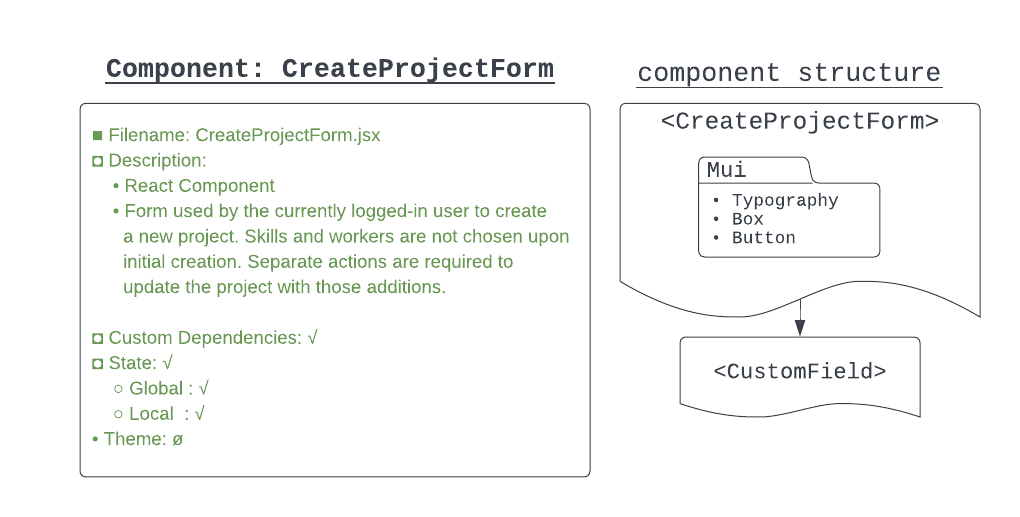 Component: CreateProjectForm
■ Filename: CreateProjectForm.jsx
◘ Description:
• React Component
• Form used by the currently logged-in user to create
a new project. Skills and workers are not chosen upon
initial creation. Separate actions are required to
update the project with those additions.
◘ Custom Dependencies: √
◘ State: √
○ Global : √
○ Local : √
• Theme: ø
component structure
<CreateProjectForm>
Mui
• Typography
• Box
• Button
<CustomField>